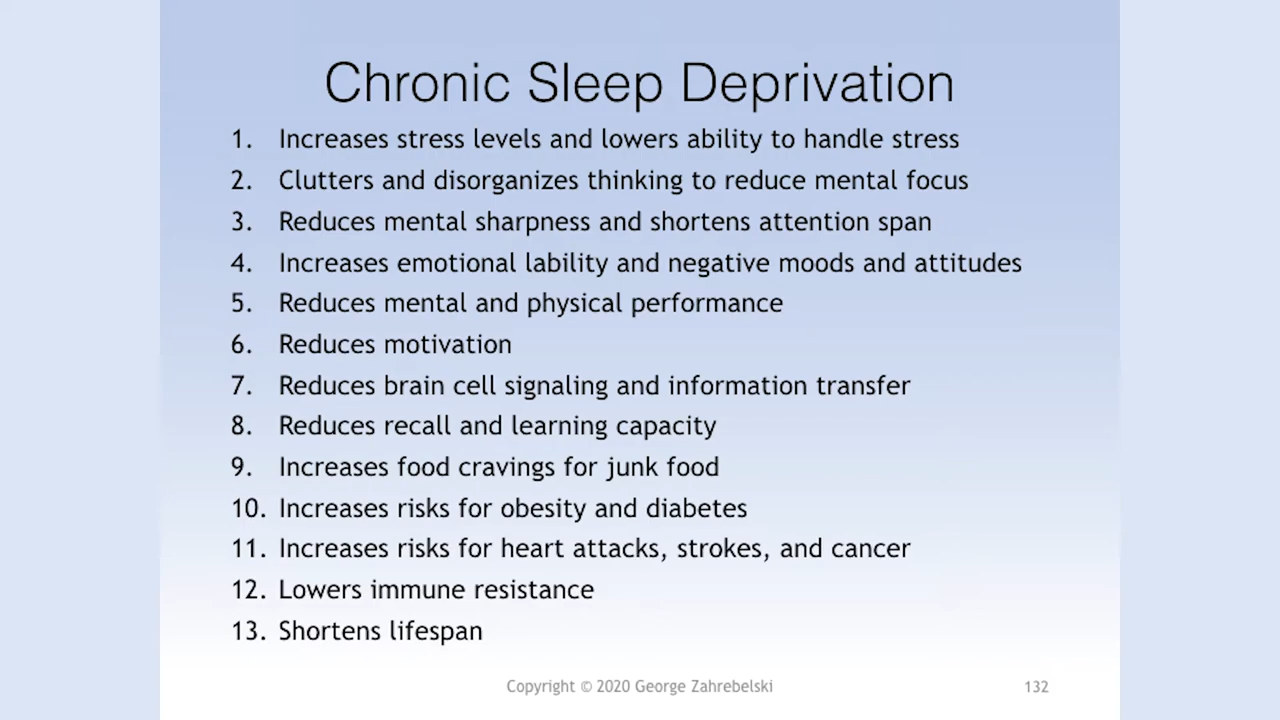 Chronic Sleep Deprivation
1. Increases stress levels and lowers ability to handle stress
2. Clutters and disorganizes thinking to reduce mental focus
3. Reduces mental sharpness and shortens attention span
4. Increases emotional lability and negative moods and attitudes
5. Reduces mental and physical performance
6. Reduces motivation
7. Reduces brain cell signaling and information transfer
8. Reduces recall and learning capacity
9. Increases food cravings for junk food
10. Increases risks for obesity and diabetes
11. Increases risks for heart attacks, strokes, and cancer
12. Lowers immune resistance
13. Shortens lifespan
Copyright © 2020 George Zahrebelski 132